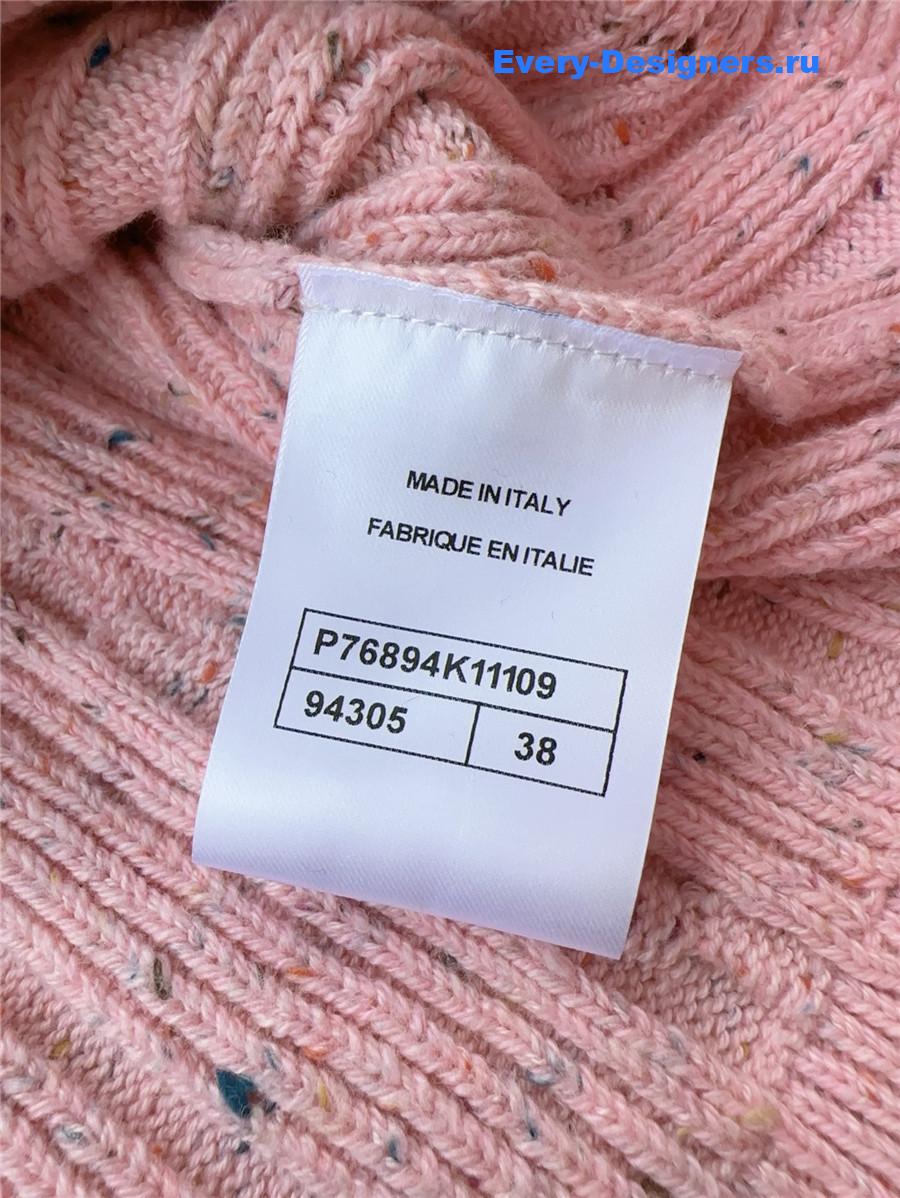 Every-Designers.ru
MADE IN ITALY
FABRIQUE EN ITALIE
P76894K11109
94305 38